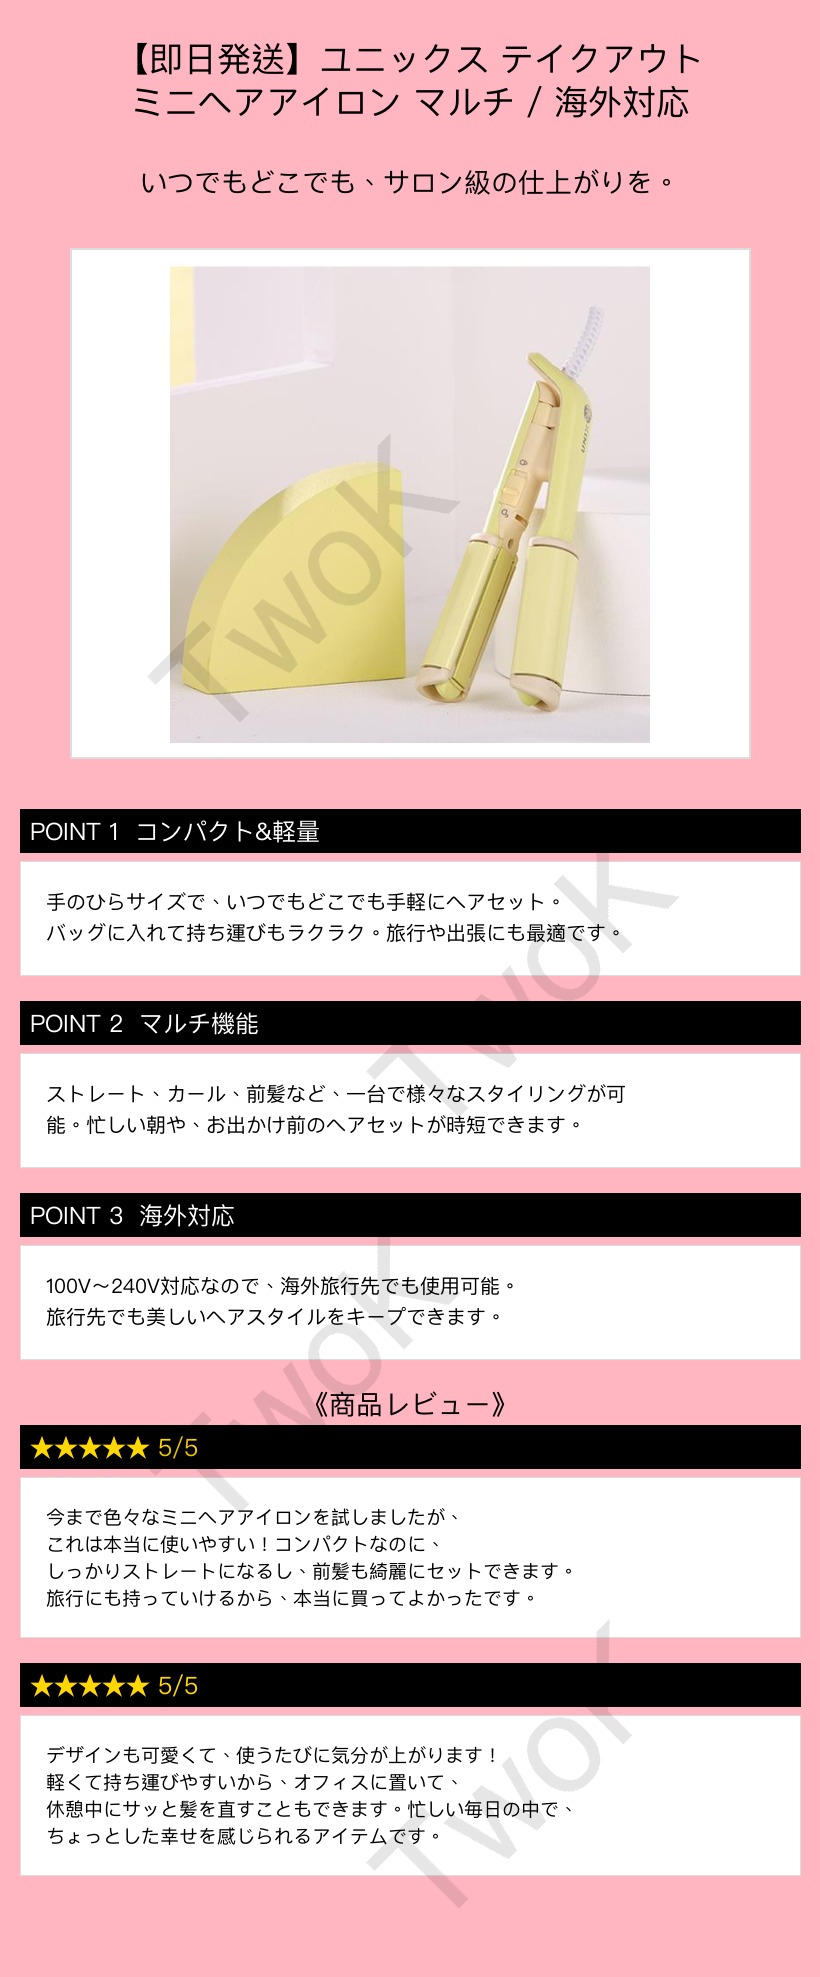 【即日発送】ユニックス テイクアウト
ミニヘアアイロン マルチ / 海外対応
いつでもどこでも、サロン級の仕上がりを。
UNIX
TwoK
POINT 1 コンパクト&軽量
手のひらサイズで、いつでもどこでも手軽にヘアセット。
バッグに入れて持ち運びもラクラク。旅行や出張にも最適です。
TwoK
POINT 2 マルチ機能
ストレート、カール、前髪など、一台で様々なスタイリングが可
能。忙しい朝や、お出かけ前のヘアセットが時短できます。
POINT 3 海外対応
100V〜240V対応なので、海外旅行先でも使用可能。
旅行先でも美しいヘアスタイルをキープできます。
TwoK
《商品レビュー》
★★★★★ 5/5
今まで色々なミニヘアアイロンを試しましたが、
これは本当に使いやすい！コンパクトなのに、
しっかりストレートになるし、前髪も綺麗にセットできます。
旅行にも持っていけるから、本当に買ってよかったです。
★★★★★ 5/5
デザインも可愛くて、使うたびに気分が上がります！
軽くて持ち運びやすいから、オフィスに置いて、
休憩中にサッと髪を直すこともできます。忙しい毎日の中で、
ちょっとした幸せを感じられるアイテムです。
TwoK